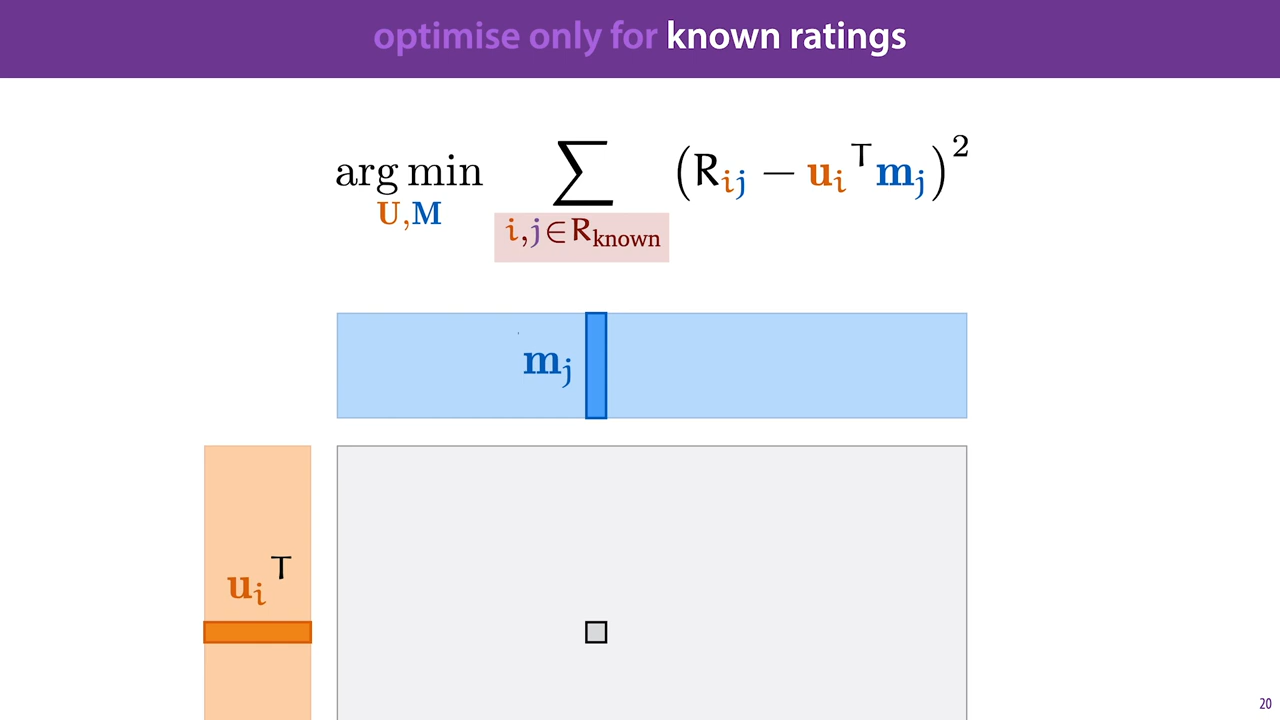 optimise only for known ratings
arg min ∑ (R_ij − u_i^T m_j)^2
U,M i,j∈R_known
m_j
u_i^T
20